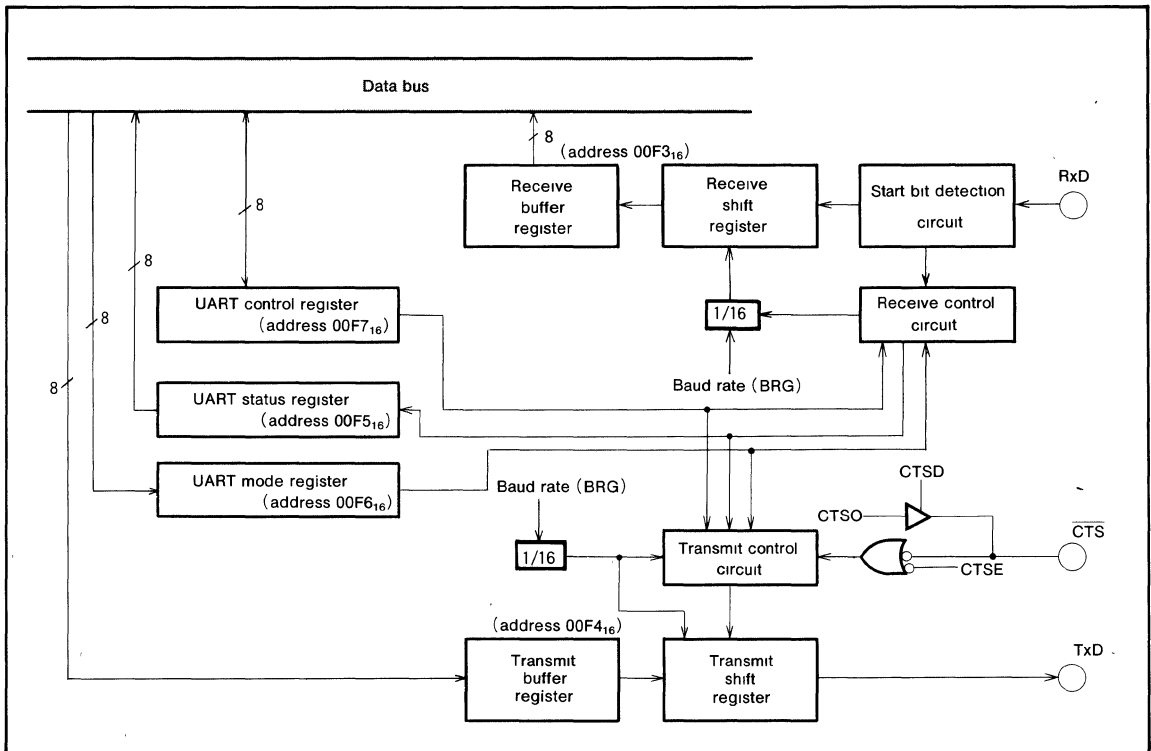 Data bus
8
(address 00F3₁₆)
Receive
buffer
register
Receive
shift
register
Start bit detection
circuit
RxD
8
8
8
8
UART control register
(address 00F7₁₆)
1/16
Receive control
circuit
Baud rate (BRG)
UART status register
(address 00F5₁₆)
UART mode register
(address 00F6₁₆)
Baud rate (BRG)
CTSD
CTSO
C̅T̅S̅
1/16
Transmit control
circuit
CTSE
(address 00F4₁₆)
Transmit
buffer
register
Transmit
shift
register
TxD